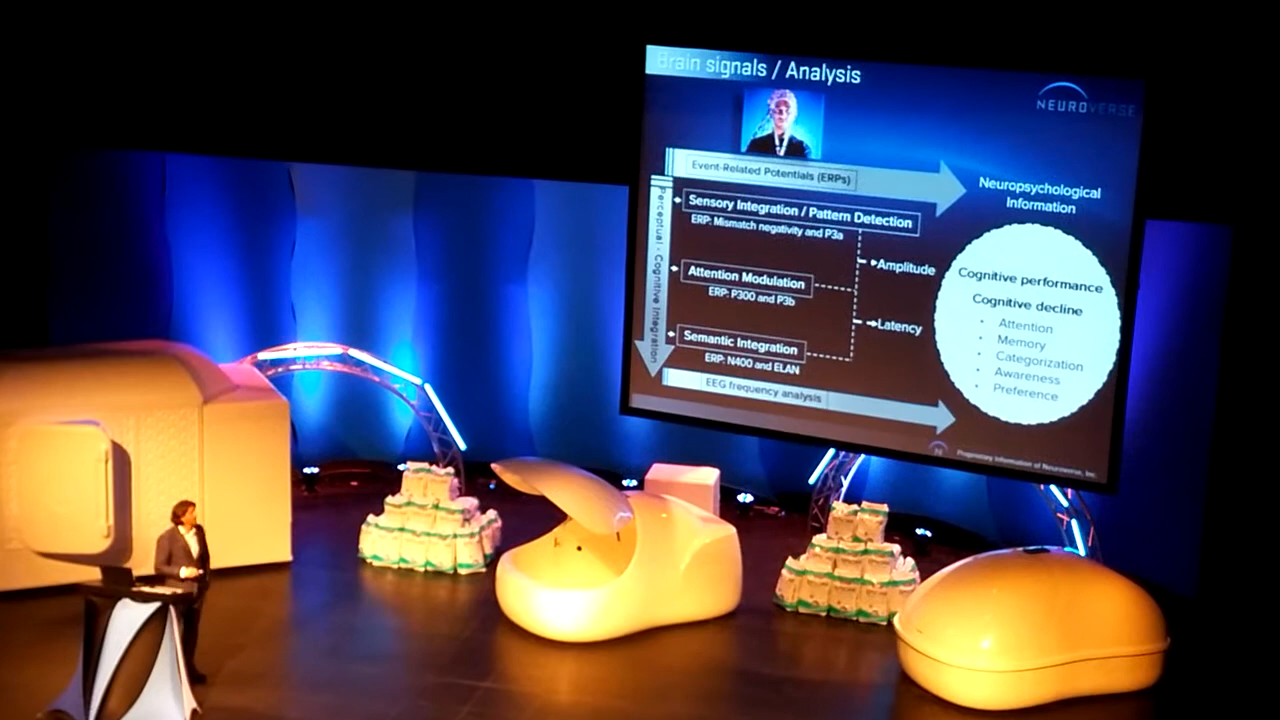 Brain signals / Analysis
NEUROVERSE
Event-Related Potentials (ERPs)
Neuropsychological
Information
Perceptual - Cognitive Integration
Sensory Integration / Pattern Detection
ERP: Mismatch negativity and P3a
Amplitude
Attention Modulation
ERP: P300 and P3b
Latency
Semantic Integration
ERP: N400 and ELAN
Cognitive performance
Cognitive decline
• Attention
• Memory
• Categorization
• Awareness
• Preference
EEG frequency analysis
N
Proprietary Information of Neuroverse, Inc.